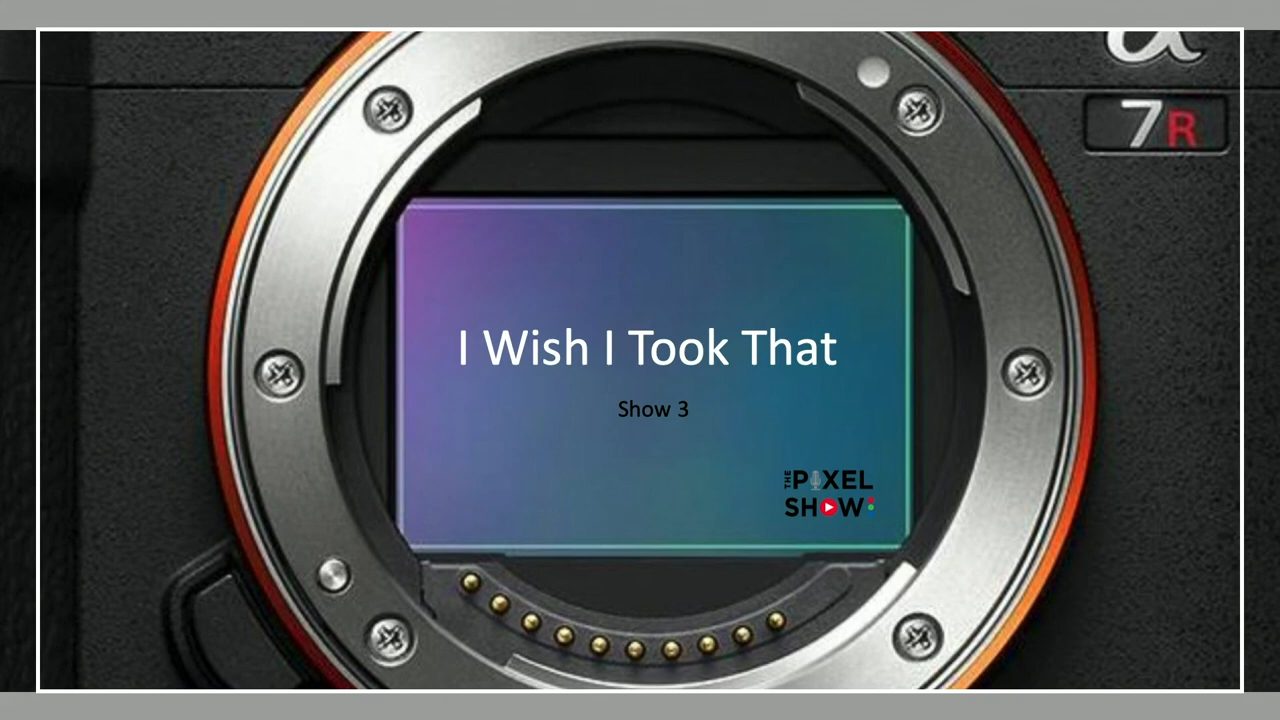 α
7R
I Wish I Took That
Show 3
THE PIXEL
SHOW